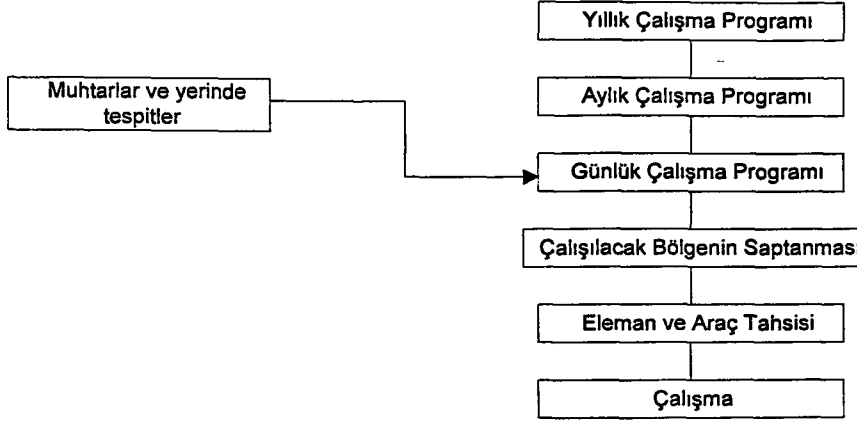 Yıllık Çalışma Programı
Muhtarlar ve yerinde
tespitler
Aylık Çalışma Programı
Günlük Çalışma Programı
Çalışılacak Bölgenin Saptanması
Eleman ve Araç Tahsisi
Çalışma